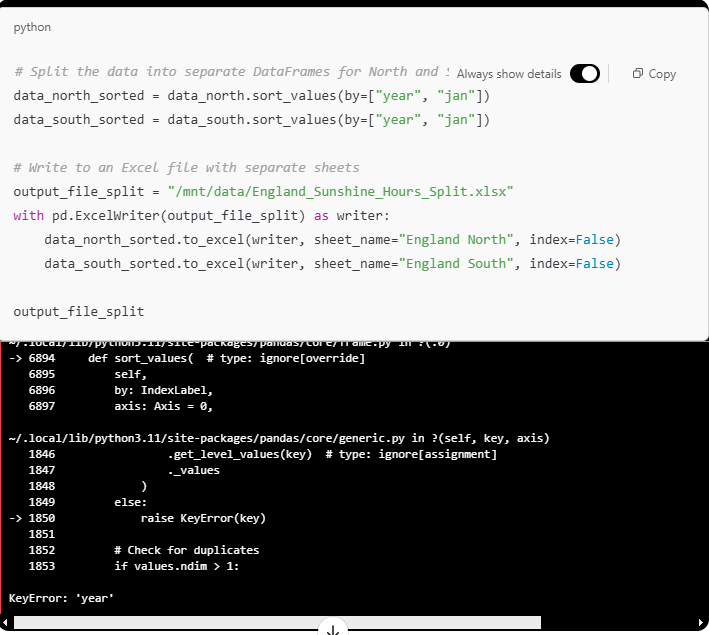 python
# Split the data into separate DataFrames for North and S
Always show details
Copy
data_north_sorted = data_north.sort_values(by=["year", "jan"])
data_south_sorted = data_south.sort_values(by=["year", "jan"])
# Write to an Excel file with separate sheets
output_file_split = "/mnt/data/England_Sunshine_Hours_Split.xlsx"
with pd.ExcelWriter(output_file_split) as writer:
    data_north_sorted.to_excel(writer, sheet_name="England North", index=False)
    data_south_sorted.to_excel(writer, sheet_name="England South", index=False)
output_file_split
~/.local/lib/python3.11/site-packages/pandas/core/frame.py in ?(.0)
-> 6894     def sort_values(  # type: ignore[override]
   6895         self,
   6896         by: IndexLabel,
   6897         axis: Axis = 0,
~/.local/lib/python3.11/site-packages/pandas/core/generic.py in ?(self, key, axis)
   1846                 .get_level_values(key)  # type: ignore[assignment]
   1847                 ._values
   1848             )
   1849         else:
-> 1850             raise KeyError(key)
   1851
   1852         # Check for duplicates
   1853         if values.ndim > 1:
KeyError: 'year'